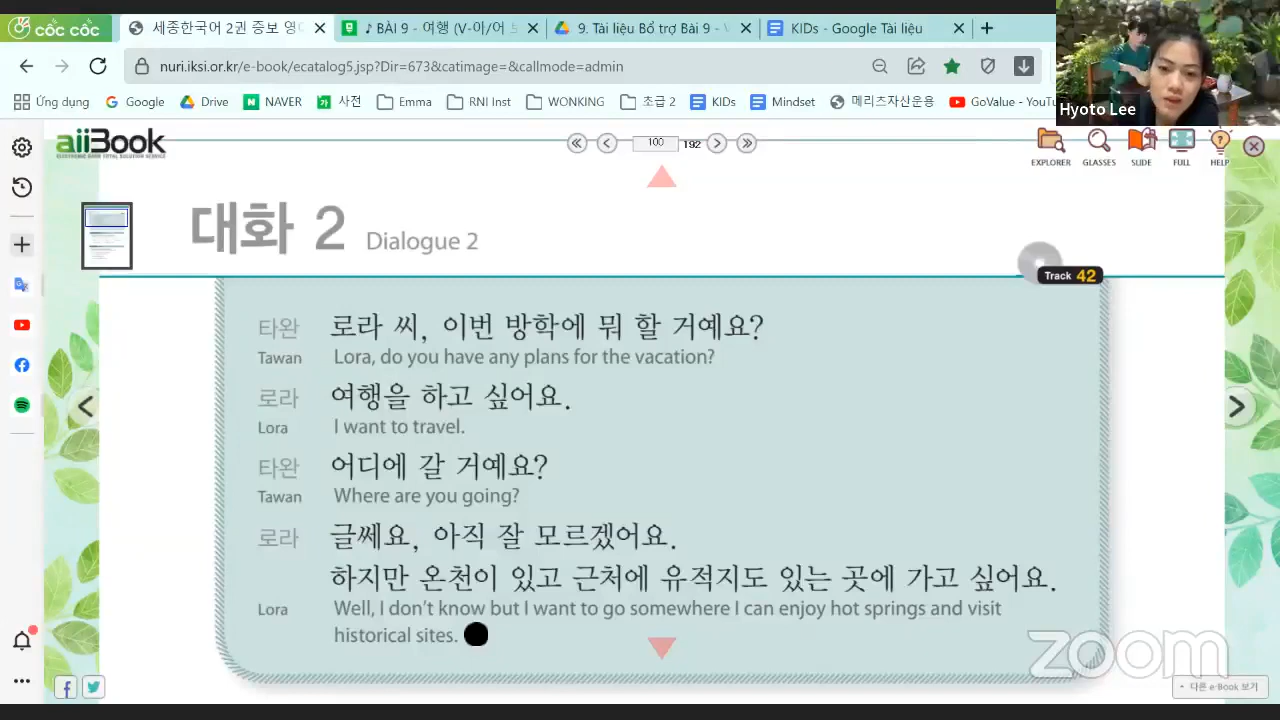 cốc cốc
세종한국어 2권 증보 영
♪ BÀI 9 - 여행 (V-이/어 도
9. Tài liệu Bổ trợ Bài 9 -
KIDs - Google Tài liệu
nuri.iksi.or.kr/e-book/ecatalog5.jsp?Dir=673&catimage=&callmode=admin
Ứng dụng
Google
Drive
NAVER
사전
Emma
RNI Inst
WONKING
초급 2
KIDs
Mindset
메리츠자산운용
GoValue - YouTu
Hyoto Lee
aiiBook
ELECTRONIC BOOK TOTAL SOLUTION SERVICE
100
192
EXPLORER
GLASSES
SLIDE
FULL
HELP
대화 2 Dialogue 2
Track 42
타완 로라 씨, 이번 방학에 뭐 할 거예요?
Tawan Lora, do you have any plans for the vacation?
로라 여행을 하고 싶어요.
Lora I want to travel.
타완 어디에 갈 거예요?
Tawan Where are you going?
로라 글쎄요, 아직 잘 모르겠어요.
하지만 온천이 있고 근처에 유적지도 있는 곳에 가고 싶어요.
Lora Well, I don't know but I want to go somewhere I can enjoy hot springs and visit
historical sites.
zoom
다른 e-Book 보기